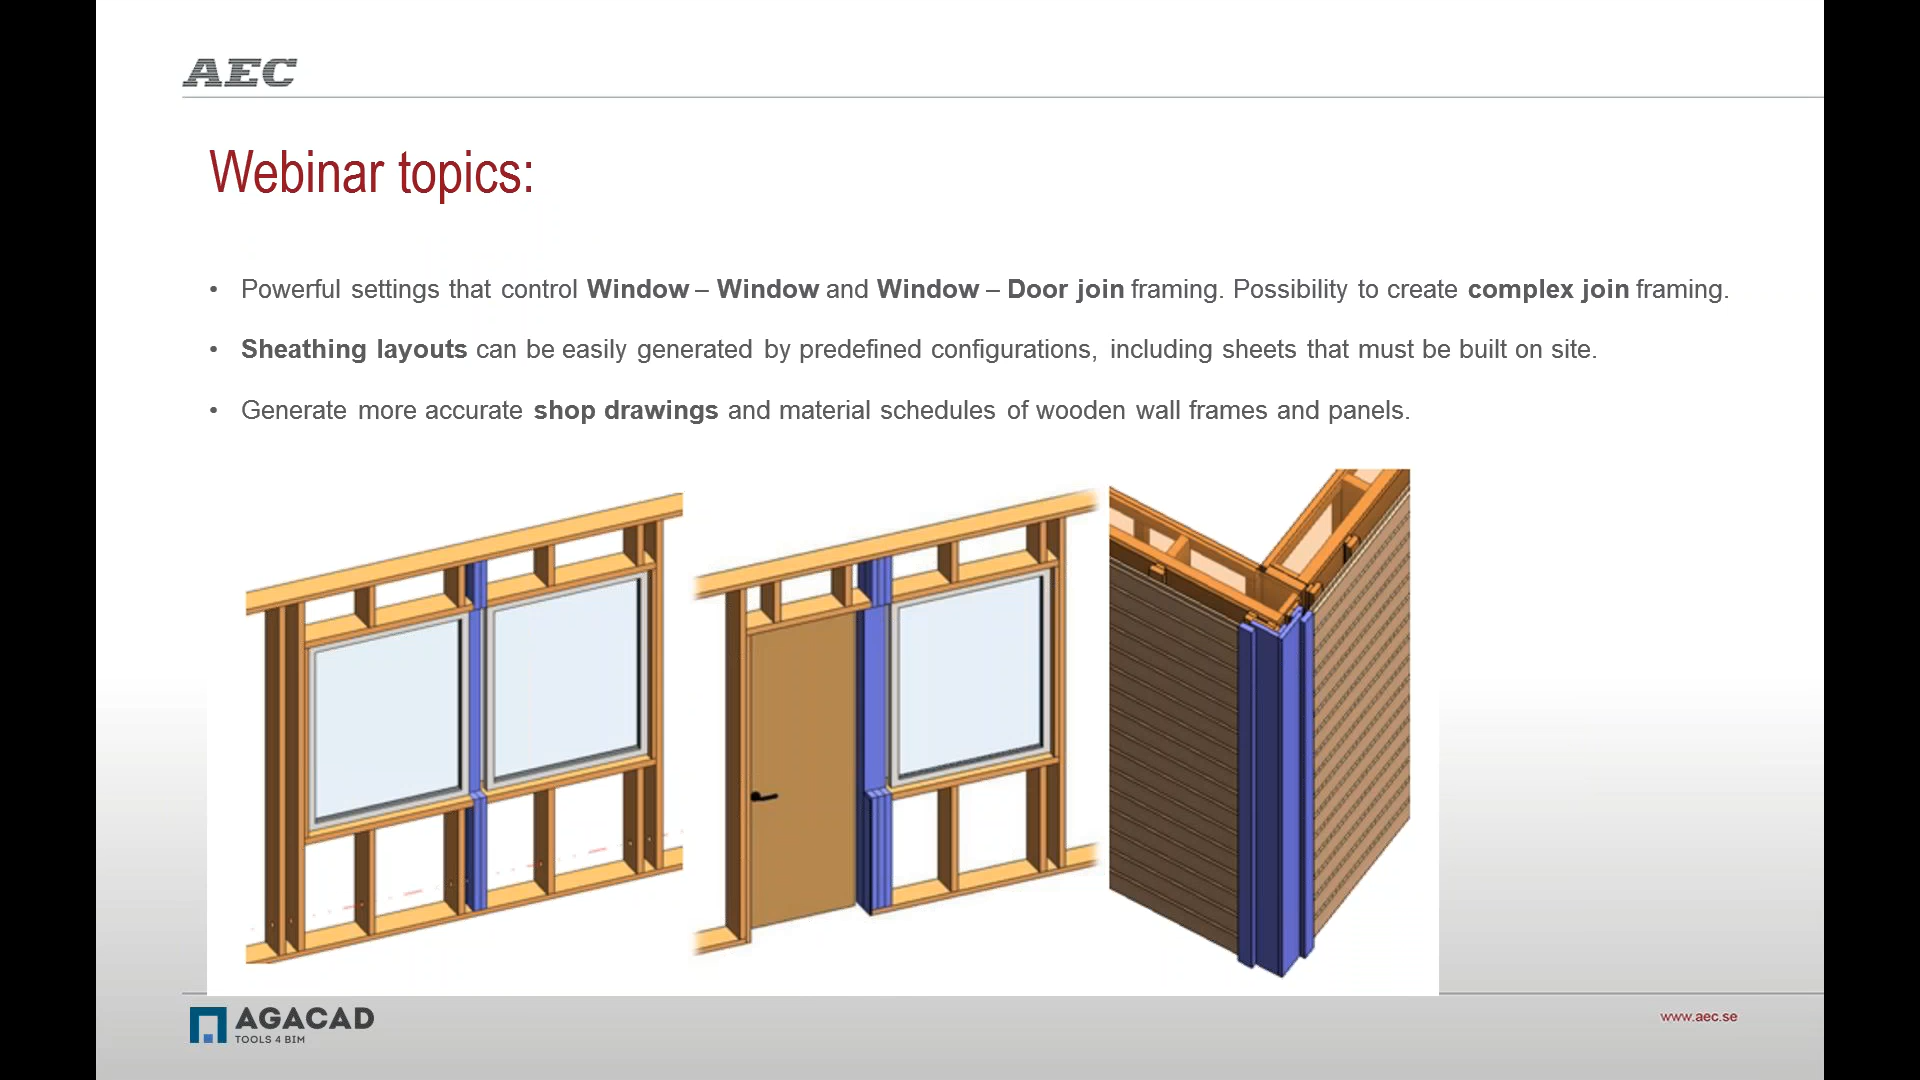 AEC
Webinar topics:
• Powerful settings that control Window – Window and Window – Door join framing. Possibility to create complex join framing.
• Sheathing layouts can be easily generated by predefined configurations, including sheets that must be built on site.
• Generate more accurate shop drawings and material schedules of wooden wall frames and panels.
AGACAD
TOOLS 4 BIM
www.aec.se